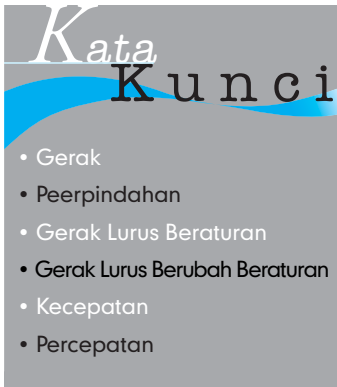 Kata
Kunci
• Gerak
• Peerpindahan
• Gerak Lurus Beraturan
• Gerak Lurus Berubah Beraturan
• Kecepatan
• Percepatan